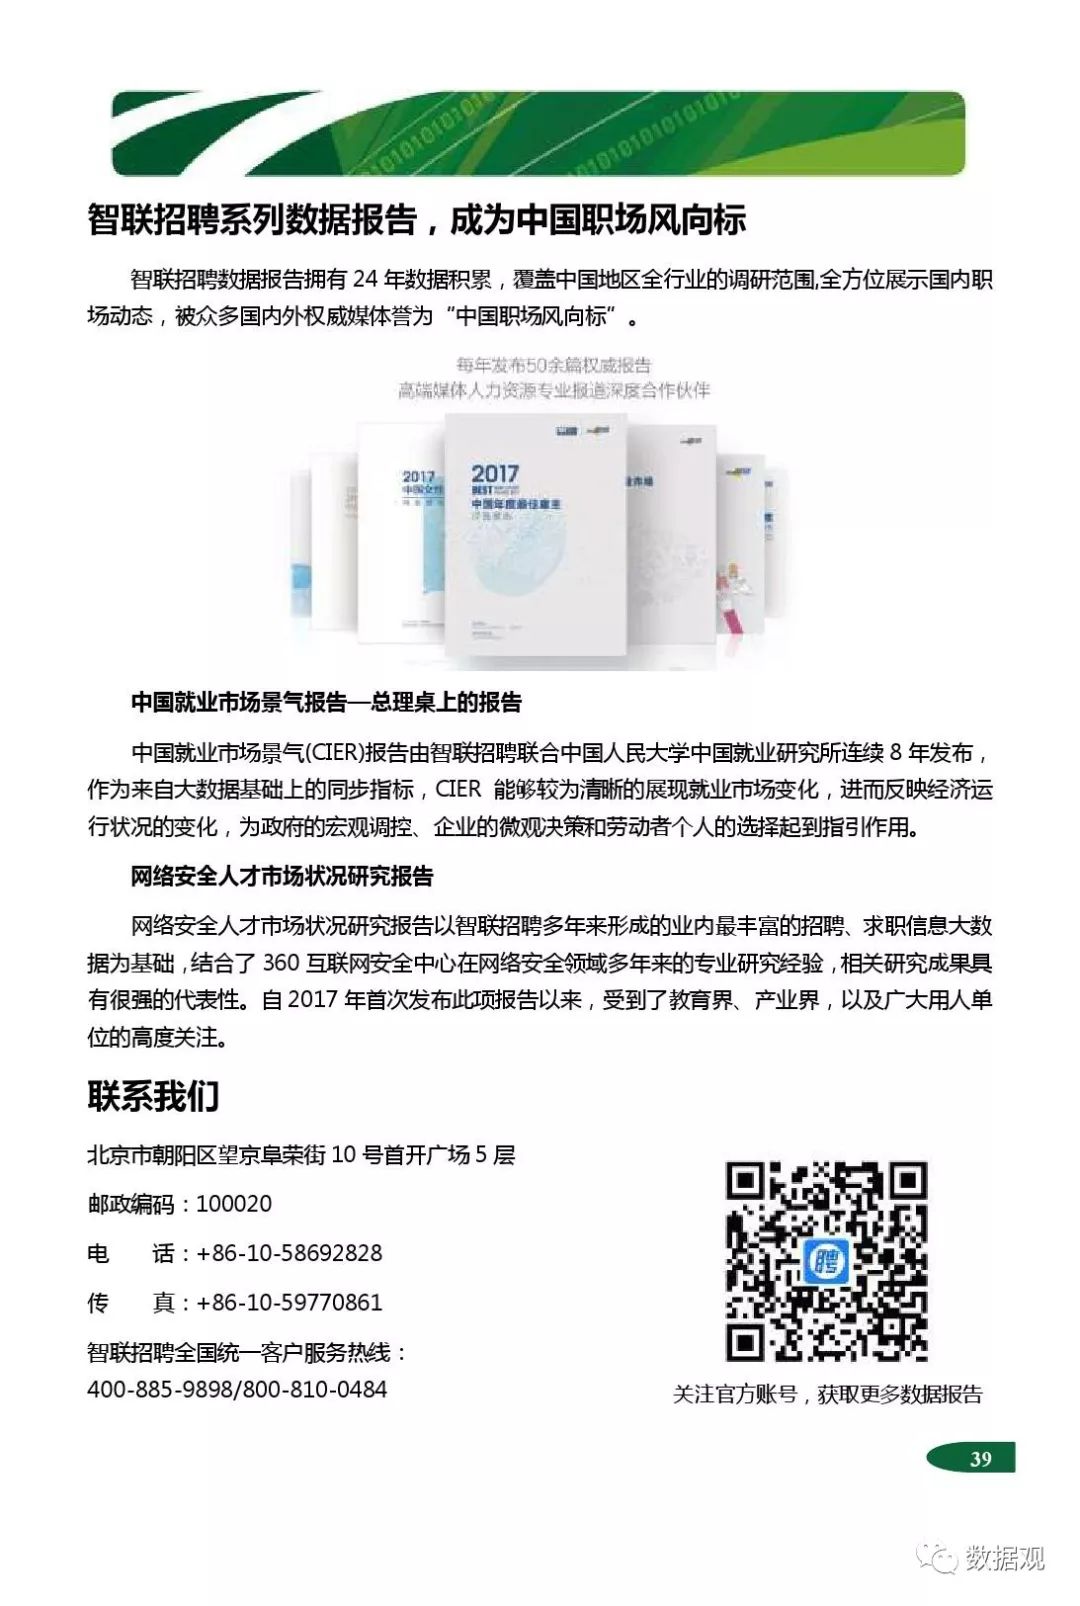 智联招聘系列数据报告，成为中国职场风向标
智联招聘数据报告拥有 24 年数据积累，覆盖中国地区全行业的调研范围,全方位展示国内职
场动态，被众多国内外权威媒体誉为“中国职场风向标”。
每年发布50余篇权威报告
高端媒体人力资源专业报道深度合作伙伴
2017
中国女性
2017
BEST
中国年度最佳雇主
中国就业市场景气报告—总理桌上的报告
中国就业市场景气(CIER)报告由智联招聘联合中国人民大学中国就业研究所连续 8 年发布，
作为来自大数据基础上的同步指标，CIER 能够较为清晰的展现就业市场变化，进而反映经济运
行状况的变化，为政府的宏观调控、企业的微观决策和劳动者个人的选择起到指引作用。
网络安全人才市场状况研究报告
网络安全人才市场状况研究报告以智联招聘多年来形成的业内最丰富的招聘、求职信息大数
据为基础，结合了 360 互联网安全中心在网络安全领域多年来的专业研究经验，相关研究成果具
有很强的代表性。自 2017 年首次发布此项报告以来，受到了教育界、产业界，以及广大用人单
位的高度关注。
联系我们
北京市朝阳区望京阜荣街 10 号首开广场 5 层
邮政编码：100020
电　　话：+86-10-58692828
传　　真：+86-10-59770861
智联招聘全国统一客户服务热线：
400-885-9898/800-810-0484
聘
关注官方账号，获取更多数据报告
39
数据观